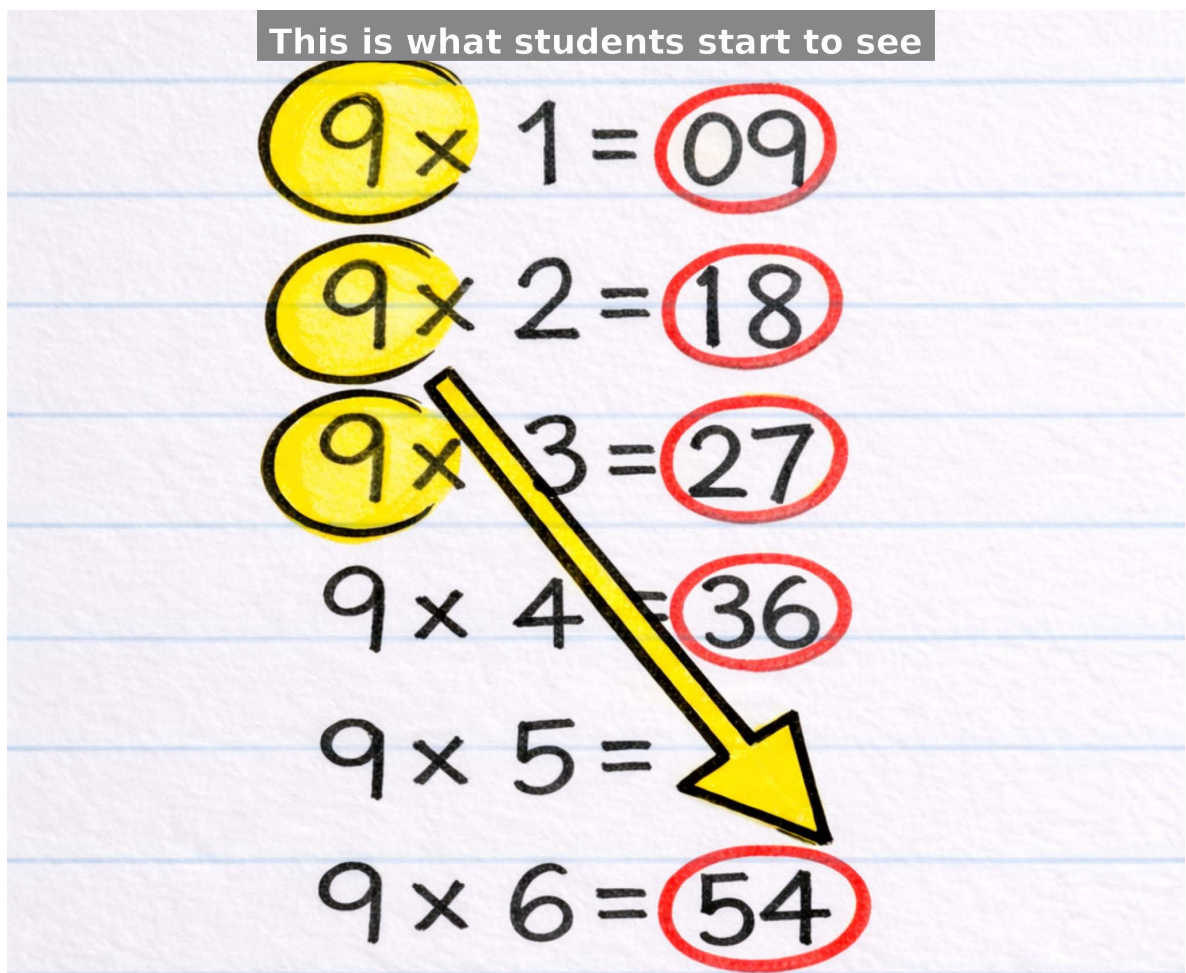 This is what students start to see
9 × 1 = 09
9 × 2 = 18
9 × 3 = 27
9 × 4 = 36
9 × 5 =
9 × 6 = 54